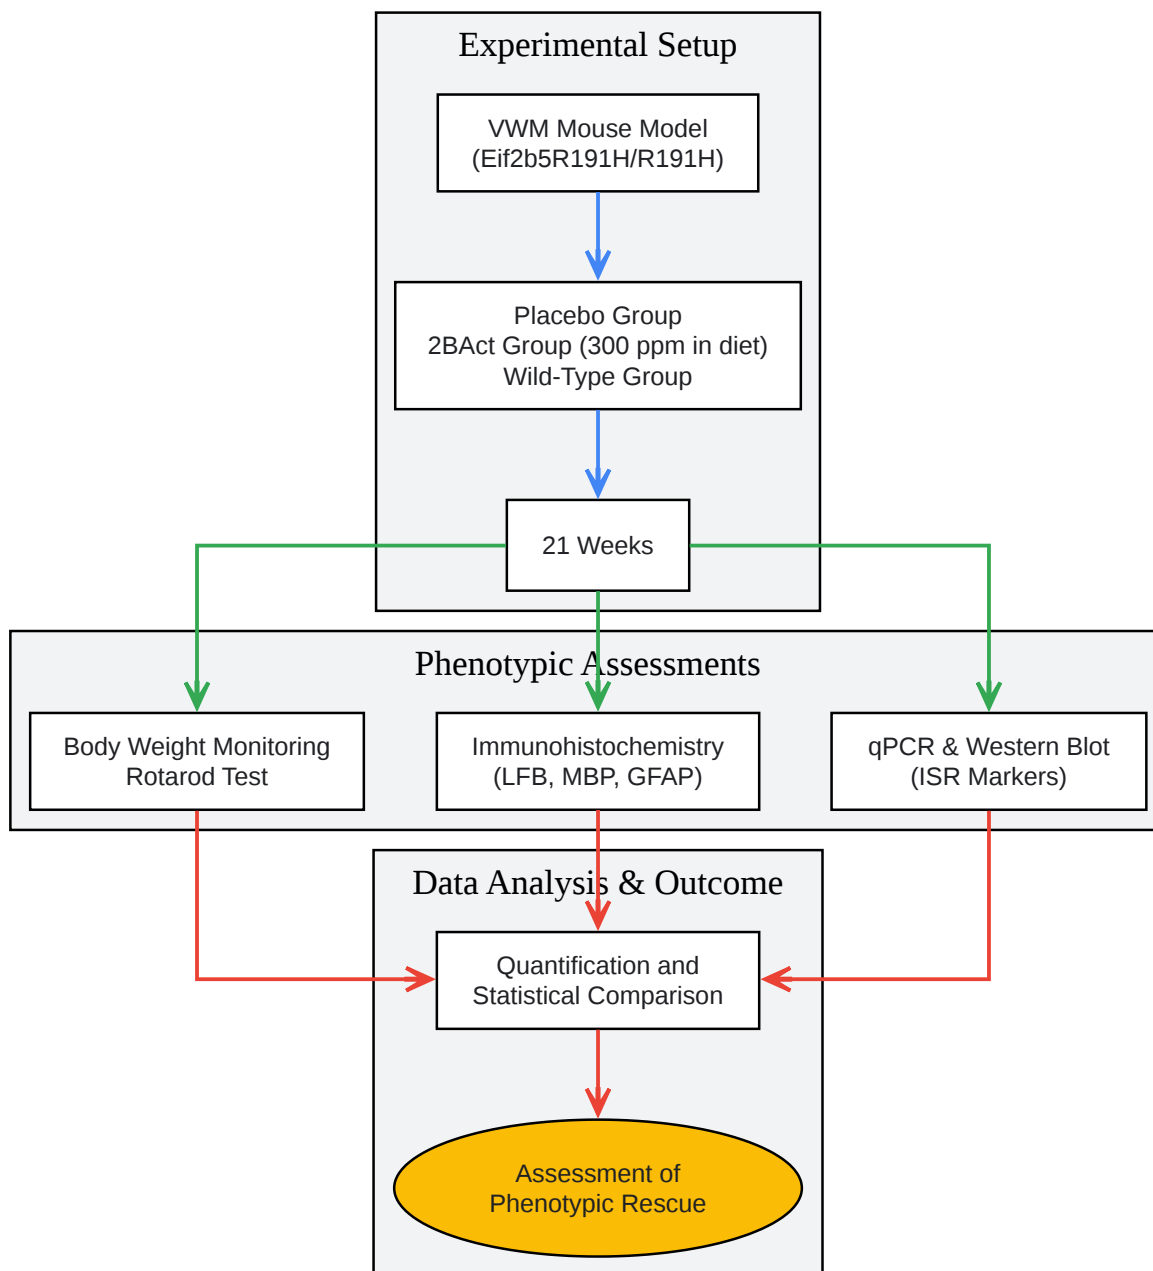 Experimental Setup
VWM Mouse Model
(Eif2b5R191H/R191H)
Placebo Group
2BAct Group (300 ppm in diet)
Wild-Type Group
21 Weeks
Phenotypic Assessments
Body Weight Monitoring
Rotarod Test
Immunohistochemistry
(LFB, MBP, GFAP)
qPCR & Western Blot
(ISR Markers)
Data Analysis & Outcome
Quantification and
Statistical Comparison
Assessment of
Phenotypic Rescue